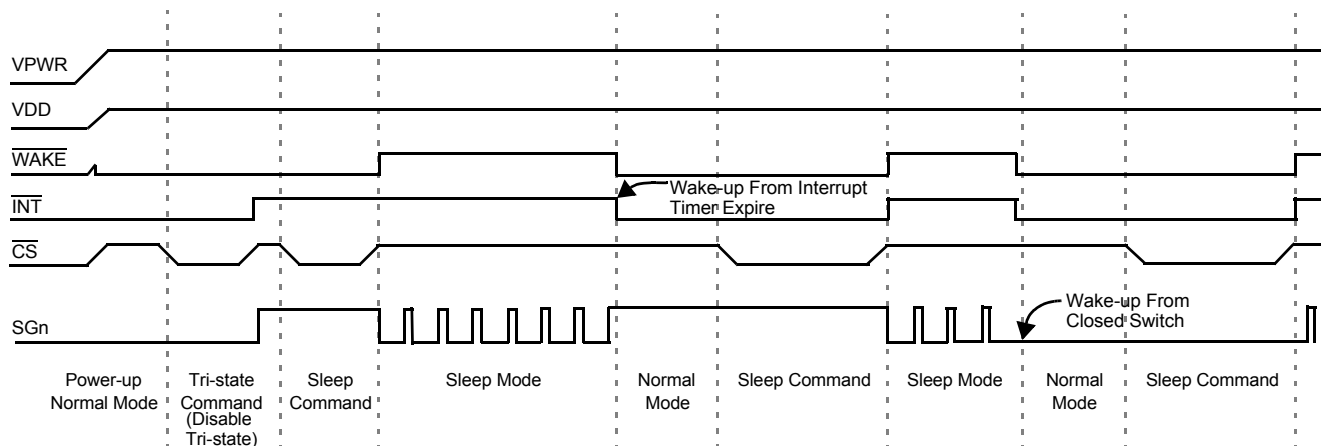 VPWR
VDD
WAKE
INT
CS
SGn
Wake-up From Interrupt
Timer Expire
Wake-up From
Closed Switch
Power-up
Normal Mode
Tri-state
Command
(Disable
Tri-state)
Sleep
Command
Sleep Mode
Normal
Mode
Sleep Command
Sleep Mode
Normal
Mode
Sleep Command